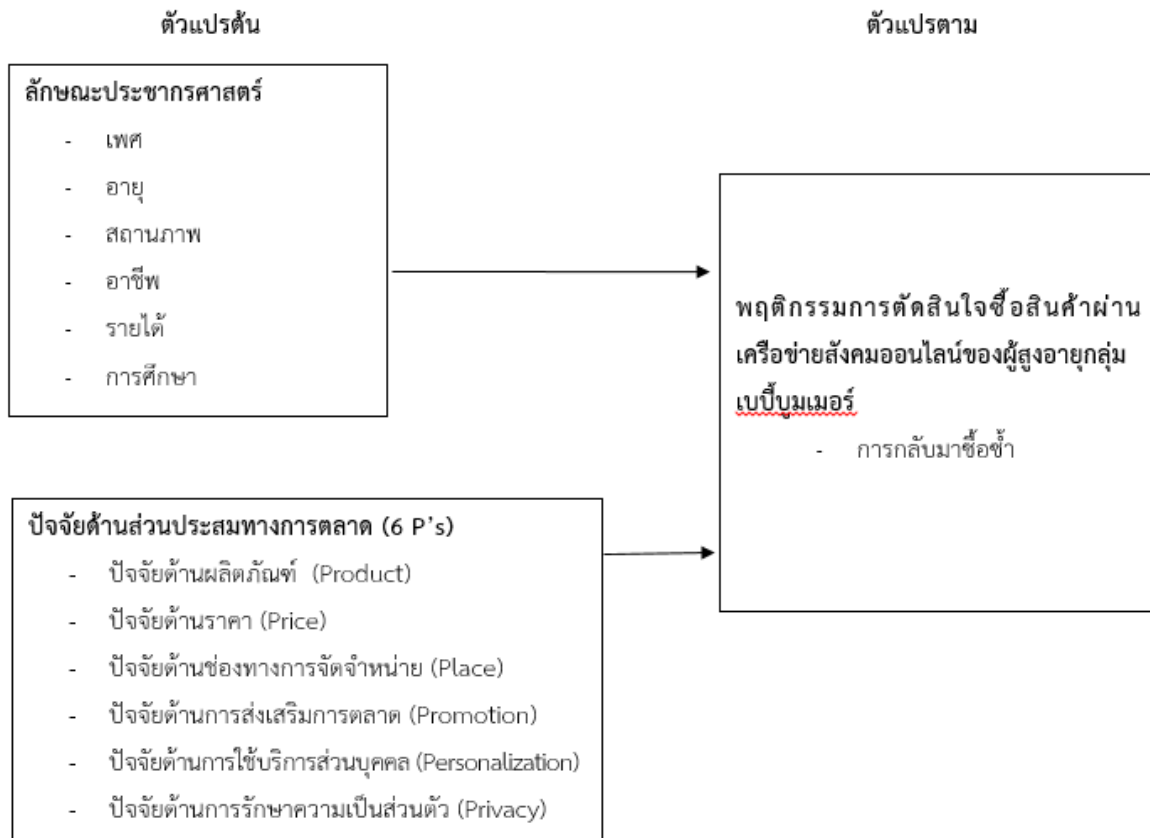 ตัวแปรต้น
ตัวแปรตาม
ลักษณะประชากรศาสตร์
- เพศ
- อายุ
- สถานภาพ
- อาชีพ
- รายได้
- การศึกษา
พฤติกรรมการตัดสินใจซื้อสินค้าผ่าน
เครือข่ายสังคมออนไลน์ของผู้สูงอายุกลุ่ม
เบบี้บูมเมอร์
- การกลับมาซื้อซ้ำ
ปัจจัยด้านส่วนประสมทางการตลาด (6 P's)
- ปัจจัยด้านผลิตภัณฑ์ (Product)
- ปัจจัยด้านราคา (Price)
- ปัจจัยด้านช่องทางการจัดจำหน่าย (Place)
- ปัจจัยด้านการส่งเสริมการตลาด (Promotion)
- ปัจจัยด้านการใช้บริการส่วนบุคคล (Personalization)
- ปัจจัยด้านการรักษาความเป็นส่วนตัว (Privacy)